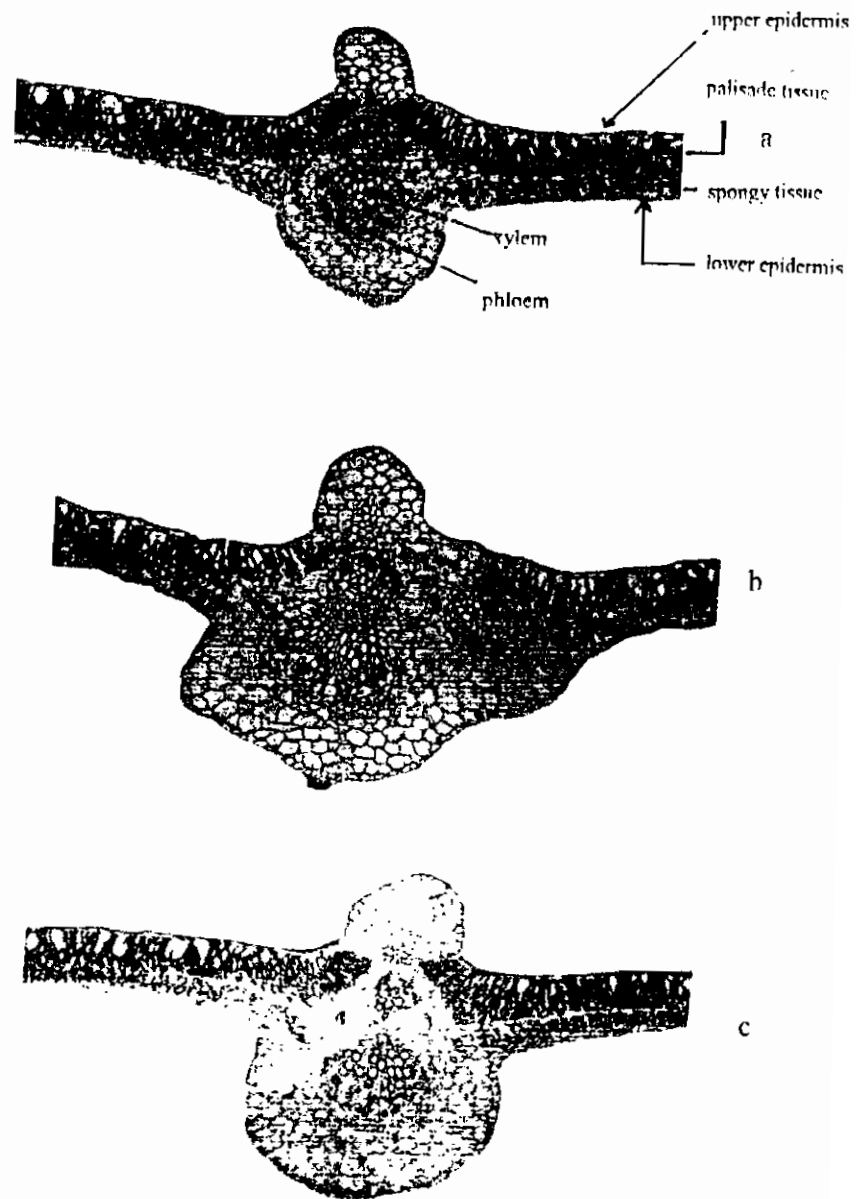 upper epidermis
palisade tissue
a
spongy tissue
xylem
lower epidermis
phloem
b
c